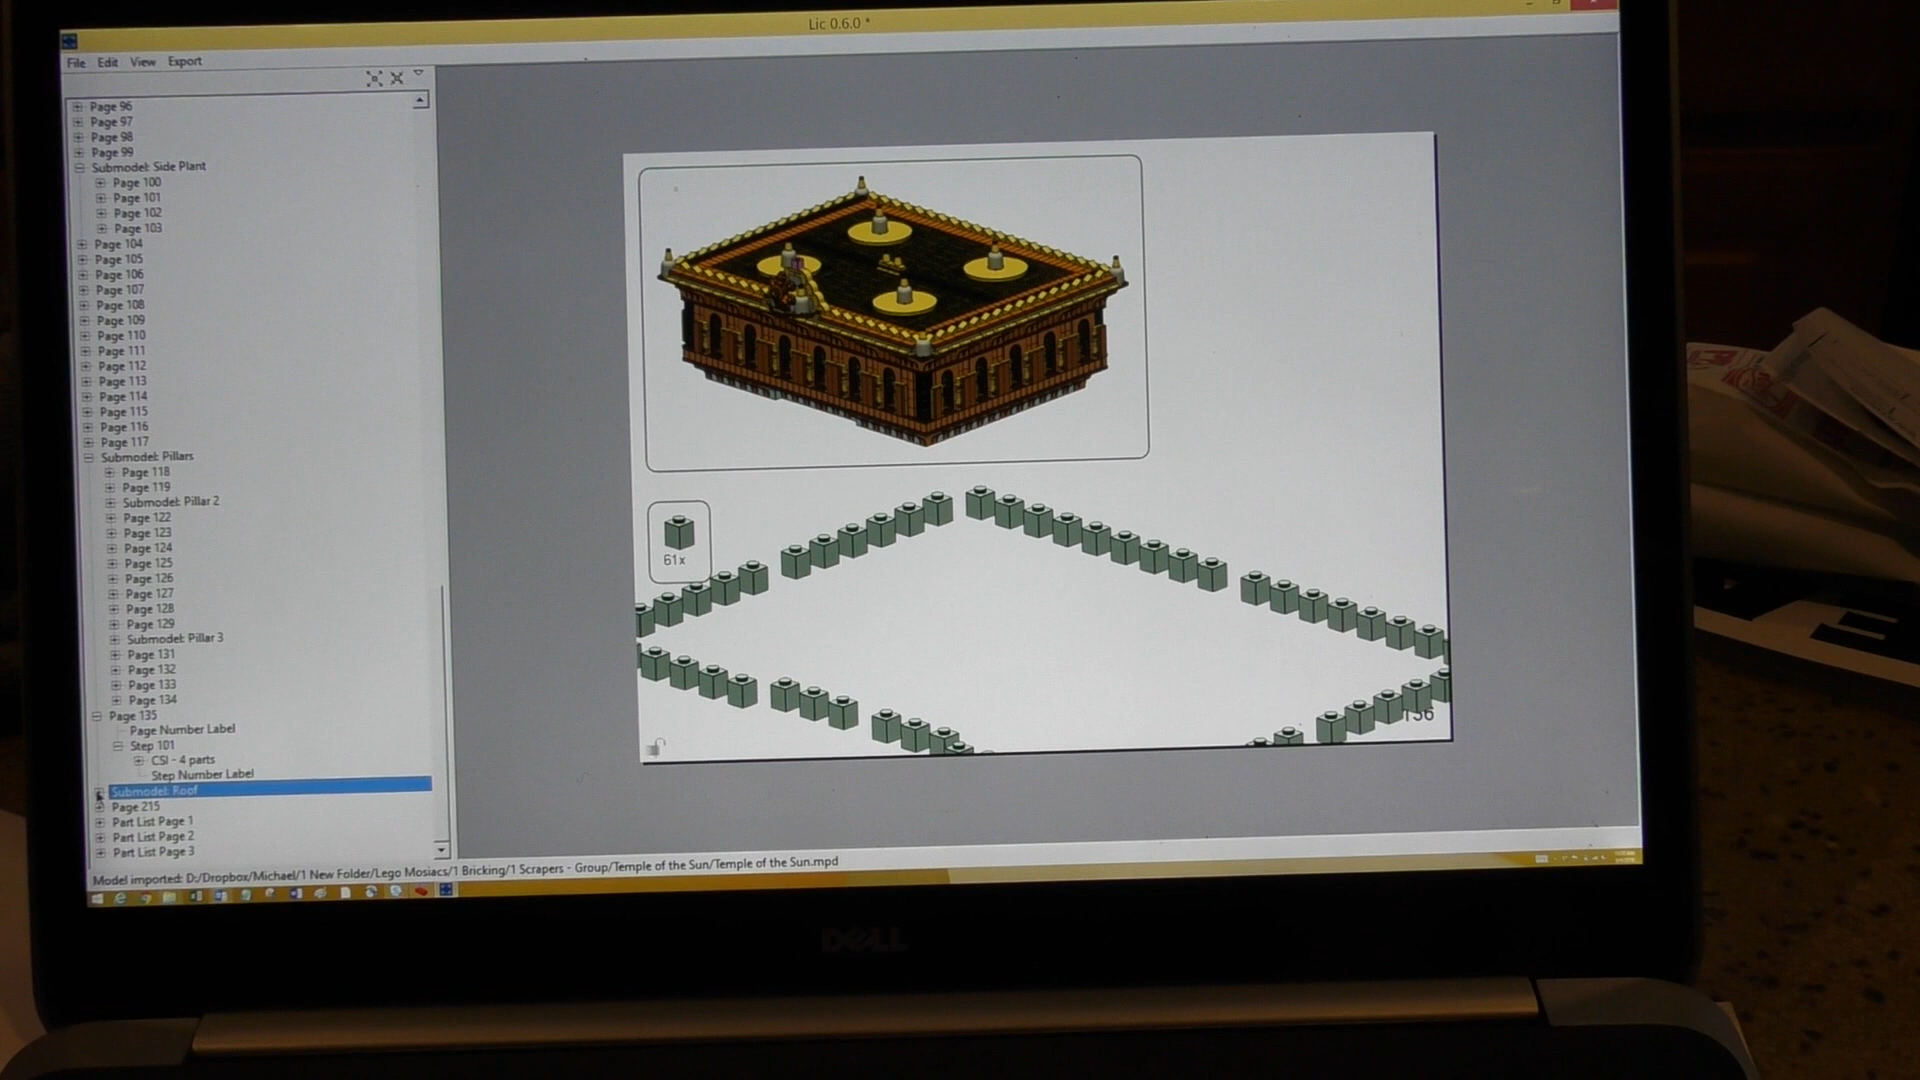 Lic 0.6.0 *
File Edit View Export
Page 96
Page 97
Page 98
Page 99
Submodel: Side Plant
Page 100
Page 101
Page 102
Page 103
Page 104
Page 105
Page 106
Page 107
Page 108
Page 109
Page 110
Page 111
Page 112
Page 113
Page 114
Page 115
Page 116
Page 117
Submodel: Pillars
Page 118
Page 119
Submodel: Pillar 2
Page 122
Page 123
Page 124
Page 125
Page 126
Page 127
Page 128
Page 129
Submodel: Pillar 3
Page 131
Page 132
Page 133
Page 134
Page 135
Page Number Label
Step 101
CSI - 4 parts
Step Number Label
Submodel: Roof
Page 215
Part List Page 1
Part List Page 2
Part List Page 3
61x
136
Model imported: D:/Dropbox/Michael/1 New Folder/Lego Mosiacs/1 Bricking/1 Scrapers - Group/Temple of the Sun/Temple of the Sun.mpd
DELL